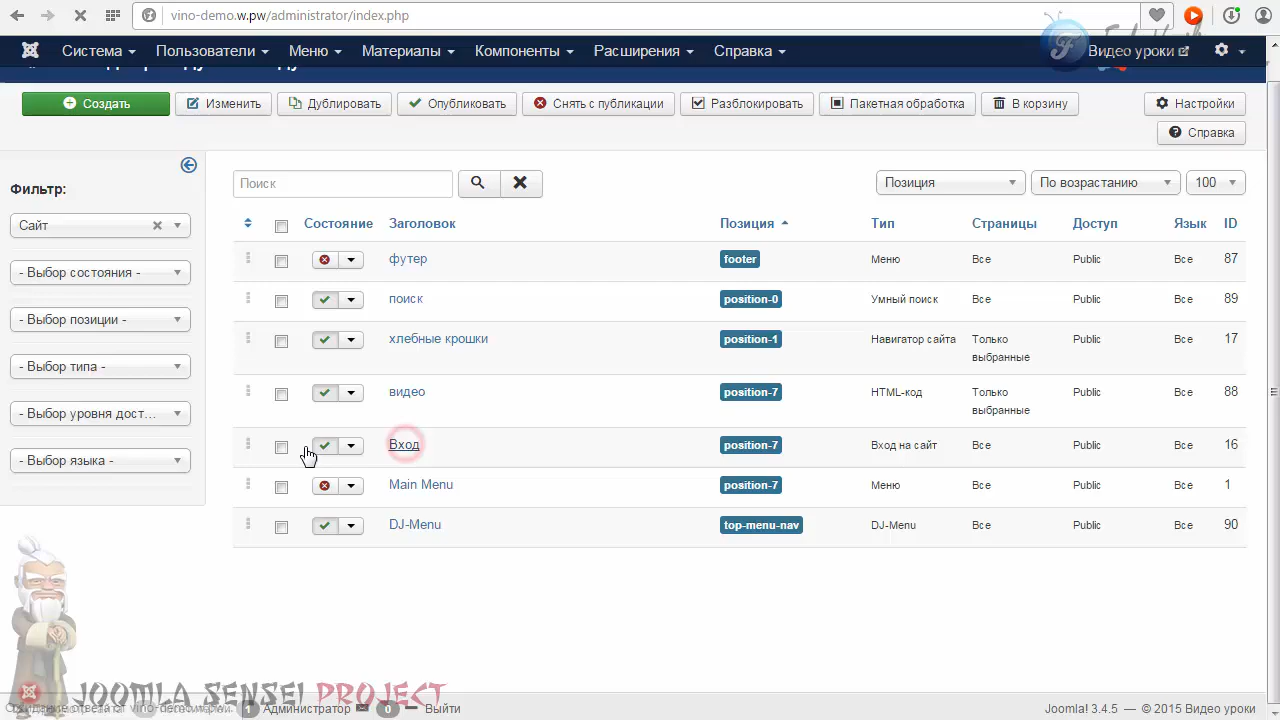 vino-demo.w.pw/administrator/index.php
Система Пользователи Меню Материалы Компоненты Расширения Справка Видео уроки
Создать Изменить Дублировать Опубликовать Снять с публикации Разблокировать Пакетная обработка В корзину Настройки
Справка
Фильтр:
Сайт
- Выбор состояния -
- Выбор позиции -
- Выбор типа -
- Выбор уровня дост...
- Выбор языка -
Поиск Позиция По возрастанию 100
Состояние Заголовок Позиция Тип Страницы Доступ Язык ID
футер footer Меню Все Public Все 87
поиск position-0 Умный поиск Все Public Все 89
хлебные крошки position-1 Навигатор сайта Только выбранные Public Все 17
видео position-7 HTML-код Только выбранные Public Все 88
Вход position-7 Вход на сайт Все Public Все 16
Main Menu position-7 Меню Все Public Все 1
DJ-Menu top-menu-nav DJ-Menu Все Public Все 90
JOOMLA SENSEI PROJECT
1 Администратор 0 Выйти Joomla! 3.4.5 — © 2015 Видео уроки